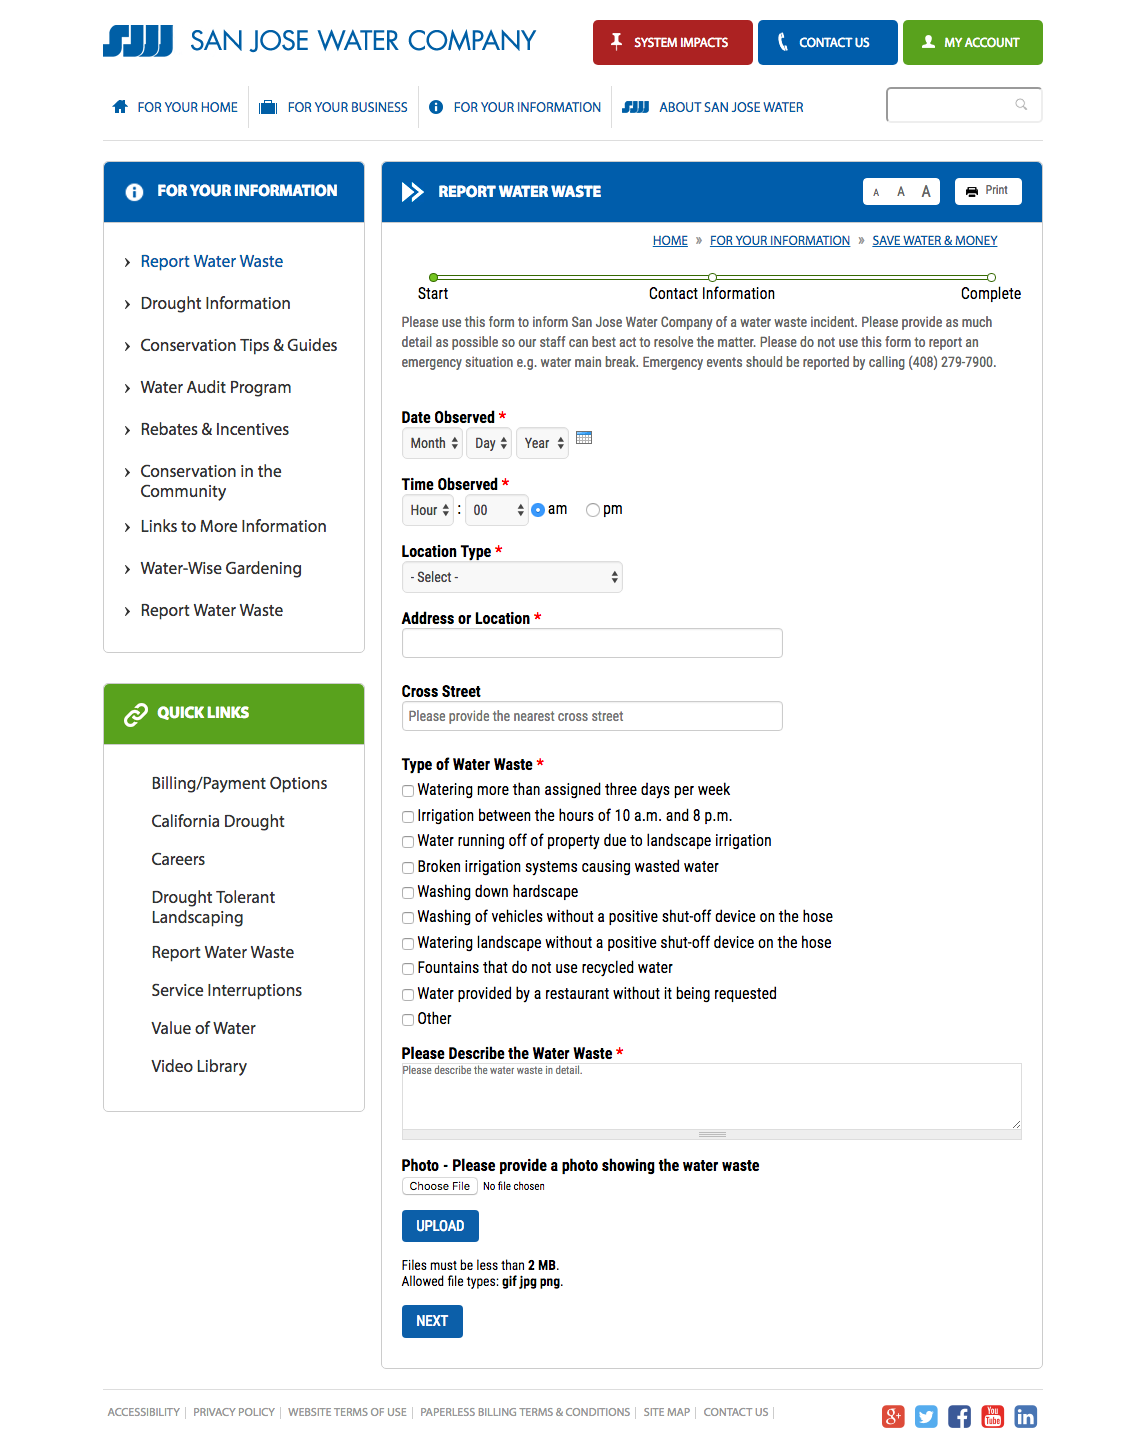 SAN JOSE WATER COMPANY
SYSTEM IMPACTS
CONTACT US
MY ACCOUNT
FOR YOUR HOME
FOR YOUR BUSINESS
FOR YOUR INFORMATION
ABOUT SAN JOSE WATER
FOR YOUR INFORMATION
Report Water Waste
Drought Information
Conservation Tips & Guides
Water Audit Program
Rebates & Incentives
Conservation in the
Community
Links to More Information
Water-Wise Gardening
Report Water Waste
QUICK LINKS
Billing/Payment Options
California Drought
Careers
Drought Tolerant
Landscaping
Report Water Waste
Service Interruptions
Value of Water
Video Library
REPORT WATER WASTE
A A A
Print
HOME » FOR YOUR INFORMATION » SAVE WATER & MONEY
Start Contact Information Complete
Please use this form to inform San Jose Water Company of a water waste incident. Please provide as much
detail as possible so our staff can best act to resolve the matter. Please do not use this form to report an
emergency situation e.g. water main break. Emergency events should be reported by calling (408) 279-7900.
Date Observed *
Month Day Year
Time Observed *
Hour : 00 am pm
Location Type *
- Select -
Address or Location *
Cross Street
Please provide the nearest cross street
Type of Water Waste *
Watering more than assigned three days per week
Irrigation between the hours of 10 a.m. and 8 p.m.
Water running off of property due to landscape irrigation
Broken irrigation systems causing wasted water
Washing down hardscape
Washing of vehicles without a positive shut-off device on the hose
Watering landscape without a positive shut-off device on the hose
Fountains that do not use recycled water
Water provided by a restaurant without it being requested
Other
Please Describe the Water Waste *
Please describe the water waste in detail.
Photo - Please provide a photo showing the water waste
Choose File No file chosen
UPLOAD
Files must be less than 2 MB.
Allowed file types: gif jpg png.
NEXT
ACCESSIBILITY | PRIVACY POLICY | WEBSITE TERMS OF USE | PAPERLESS BILLING TERMS & CONDITIONS | SITE MAP | CONTACT US |
g+
f
You
Tube
in